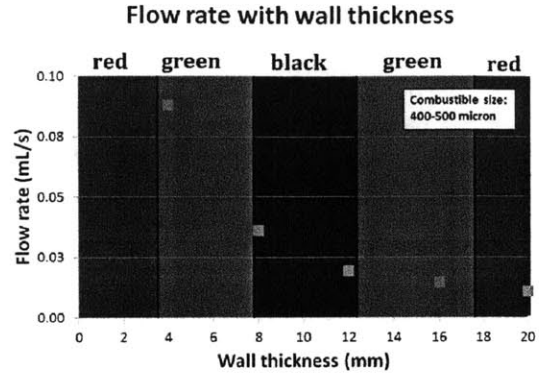 Flow rate with wall thickness
red green black green red
Combustible size:
400-500 micron
Flow rate (mL/s)
0.10
0.08
0.05
0.03
0.00
0 2 4 6 8 10 12 14 16 18 20
Wall thickness (mm)